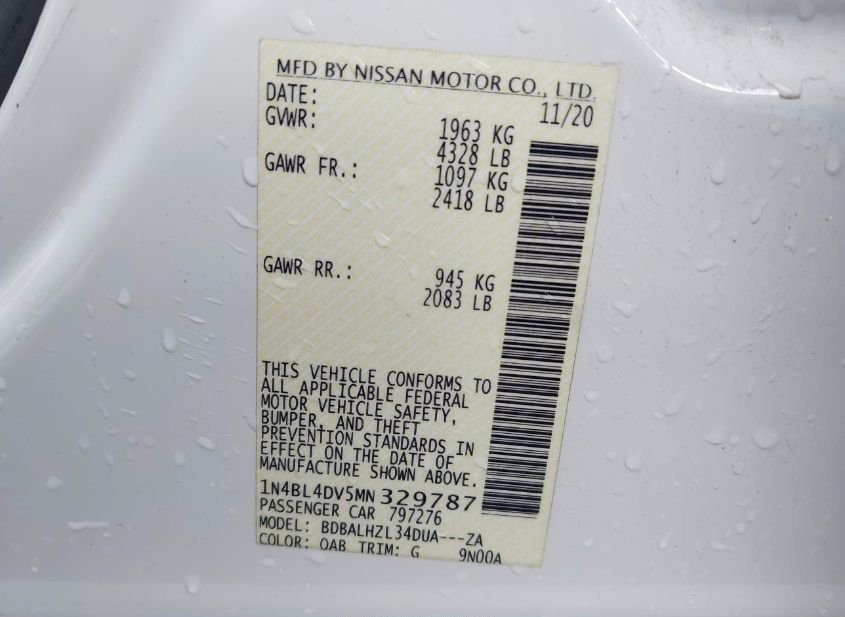 MFD BY NISSAN MOTOR CO., LTD.
DATE: 11/20
GVWR: 1963 KG
4328 LB
GAWR FR.: 1097 KG
2418 LB
GAWR RR.: 945 KG
2083 LB
THIS VEHICLE CONFORMS TO
ALL APPLICABLE FEDERAL
MOTOR VEHICLE SAFETY,
BUMPER, AND THEFT
PREVENTION STANDARDS IN
EFFECT ON THE DATE OF
MANUFACTURE SHOWN ABOVE.
1N4BL4DV5MN329787
PASSENGER CAR 797276
MODEL: BDBALHZL34DUA---ZA
COLOR: QAB TRIM: G 9N00A